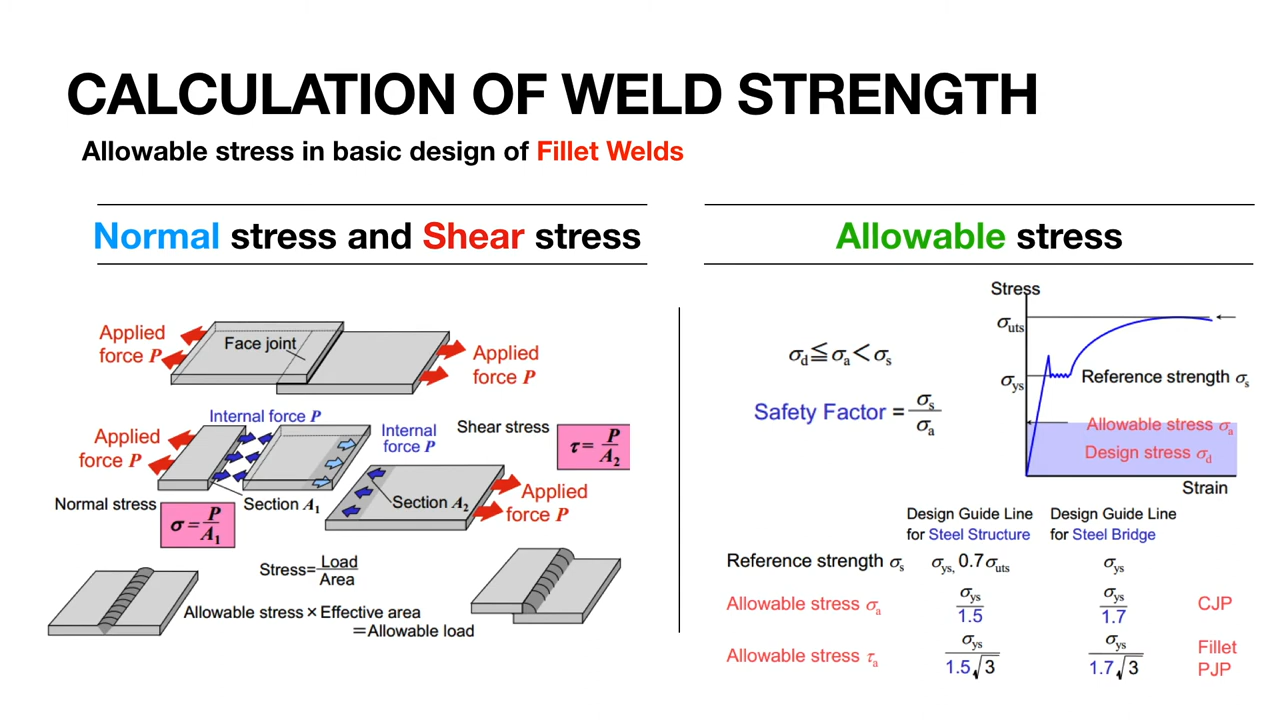 CALCULATION OF WELD STRENGTH
Allowable stress in basic design of Fillet Welds
Normal stress and Shear stress
Applied
force P
Face joint
Applied
force P
Internal force P
Applied
force P
Internal
force P
Shear stress
τ = P/A₂
Normal stress
σ = P/A₁
Section A₁
Section A₂
Applied
force P
Stress = Load/Area
Allowable stress × Effective area
= Allowable load
Allowable stress
σd ≦ σa < σs
Safety Factor = σs/σa
Stress
σuts
σys
Reference strength σs
Allowable stress σa
Design stress σd
Strain
Design Guide Line
for Steel Structure
Design Guide Line
for Steel Bridge
Reference strength σs σys, 0.7σuts σys
Allowable stress σa σys/1.5 σys/1.7 CJP
Allowable stress τa σys/1.5√3 σys/1.7√3 Fillet
PJP